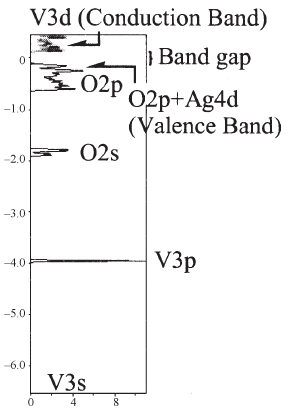 V3d (Conduction Band)
0
Band gap
O2p
O2p+Ag4d
(Valence Band)
−1.0
O2s
−2.0
−3.0
V3p
−4.0
−5.0
−6.0
V3s
0 4 8